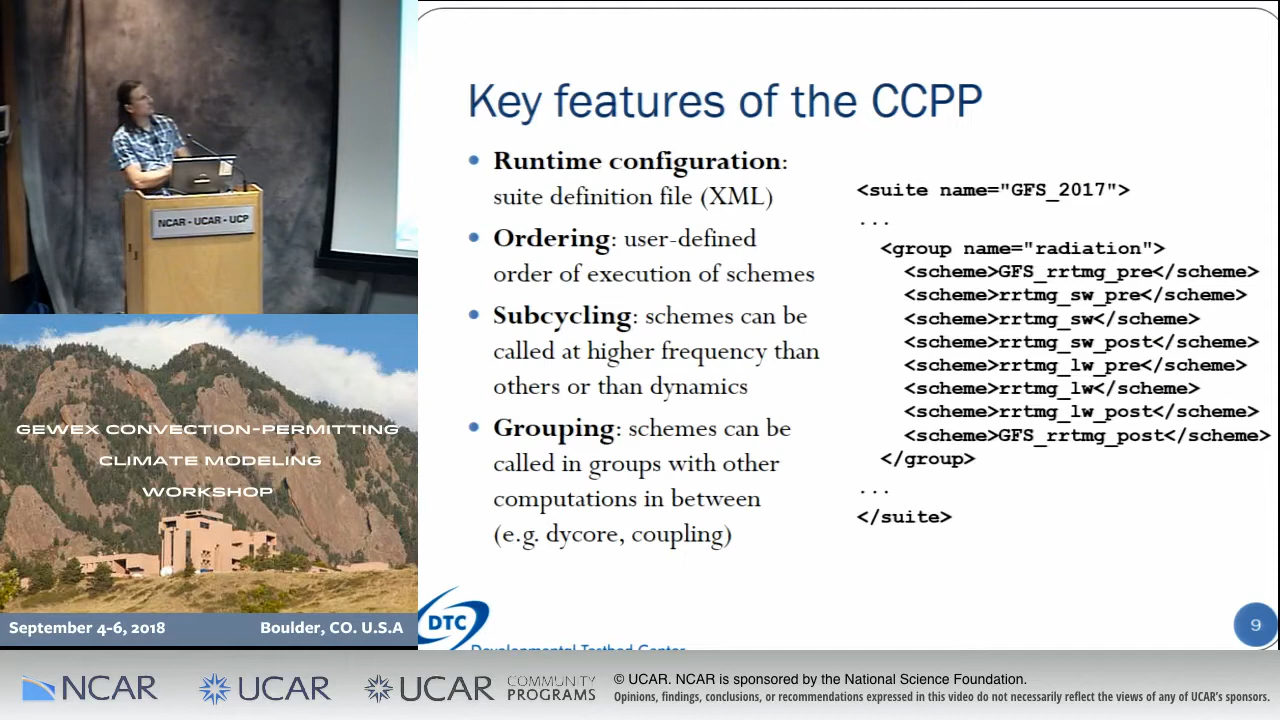 NCAR - UCAR - UCP
GEWEX CONVECTION-PERMITTING
CLIMATE MODELING
WORKSHOP
September 4-6, 2018
Boulder, CO. U.S.A
Key features of the CCPP
Runtime configuration:
suite definition file (XML)
Ordering: user-defined
order of execution of schemes
Subcycling: schemes can be
called at higher frequency than
others or than dynamics
Grouping: schemes can be
called in groups with other
computations in between
(e.g. dycore, coupling)
<suite name="GFS_2017">
...
<group name="radiation">
<scheme>GFS_rrtmg_pre</scheme>
<scheme>rrtmg_sw_pre</scheme>
<scheme>rrtmg_sw</scheme>
<scheme>rrtmg_sw_post</scheme>
<scheme>rrtmg_lw_pre</scheme>
<scheme>rrtmg_lw</scheme>
<scheme>rrtmg_lw_post</scheme>
<scheme>GFS_rrtmg_post</scheme>
</group>
...
</suite>
DTC
Developmental Testbed Center
9
NCAR
UCAR
UCAR
COMMUNITY
PROGRAMS
© UCAR. NCAR is sponsored by the National Science Foundation.
Opinions, findings, conclusions, or recommendations expressed in this video do not necessarily reflect the views of any of UCAR's sponsors.